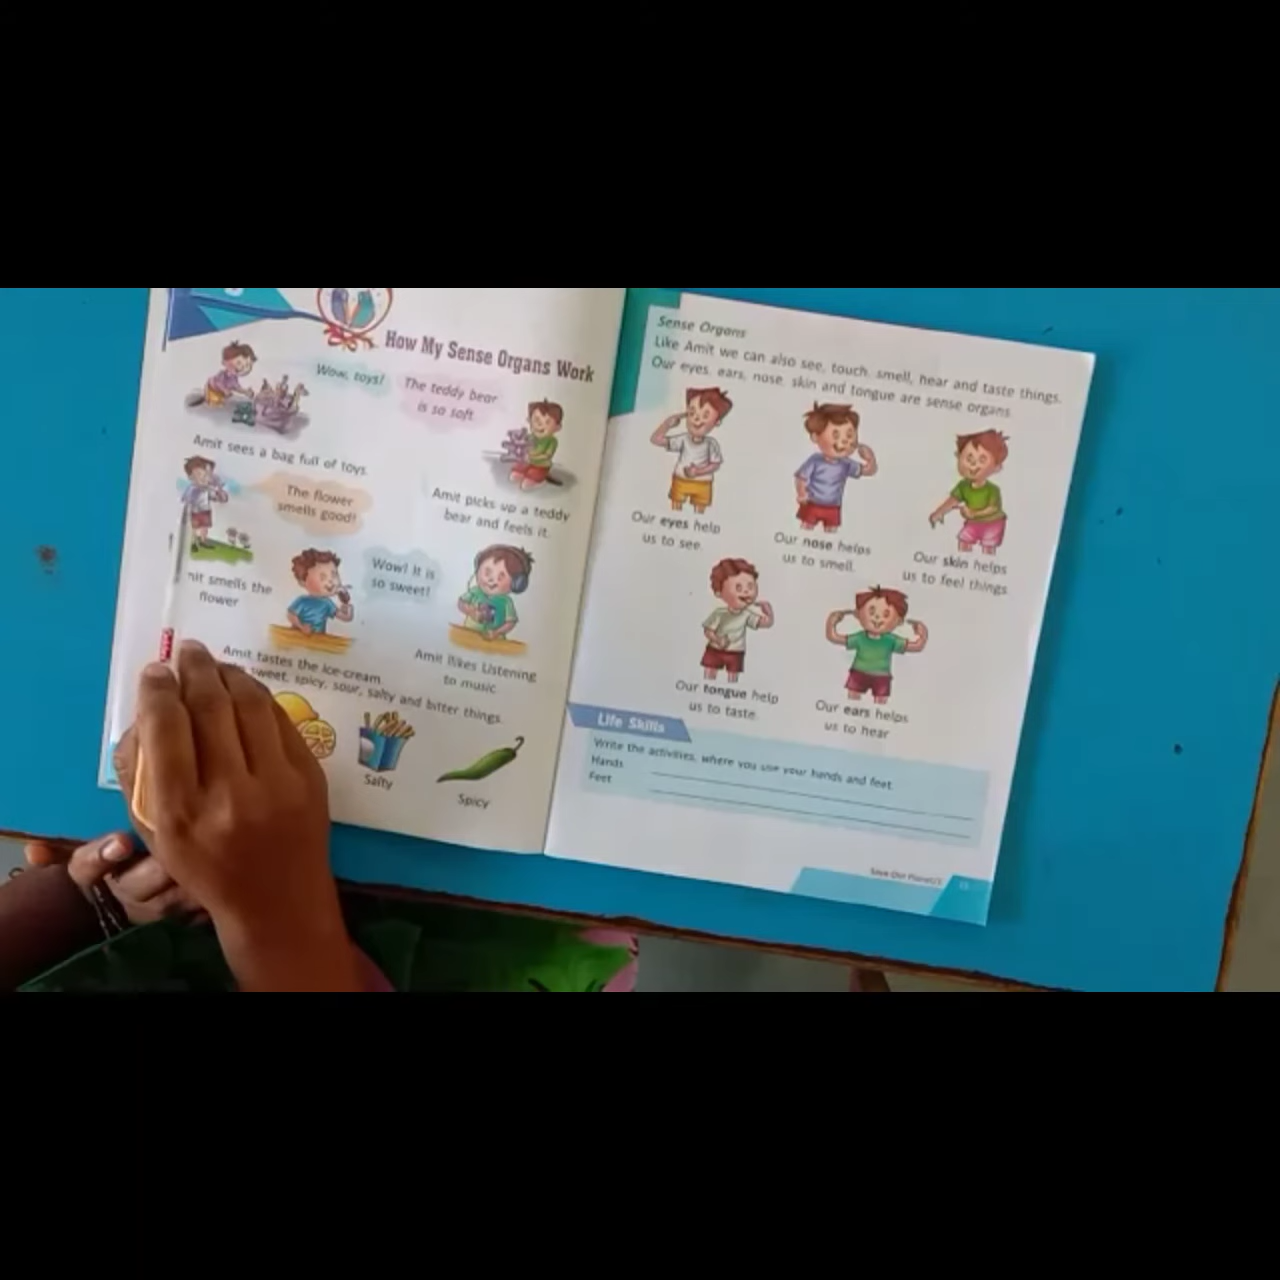 How My Sense Organs Work
Wow, toys!
The teddy bear
is so soft
Amit sees a bag full of toys.
The flower
smells good!
Amit picks up a teddy
bear and feels it.
smells the
flower
Wow! It is
so sweet!
Amit tastes the ice-cream.
Amit likes Listening
to music.
sweet, spicy, sour, salty and bitter things.
Salty
Spicy
Sense Organs
Like Amit we can also see, touch, smell, hear and taste things.
Our eyes, ears, nose, skin and tongue are sense organs.
Our eyes help
us to see.
Our nose helps
us to smell.
Our skin helps
us to feel things.
Our tongue help
us to taste.
Our ears helps
us to hear
Life Skills
Write the activities, where you use your hands and feet.
Hands
Feet